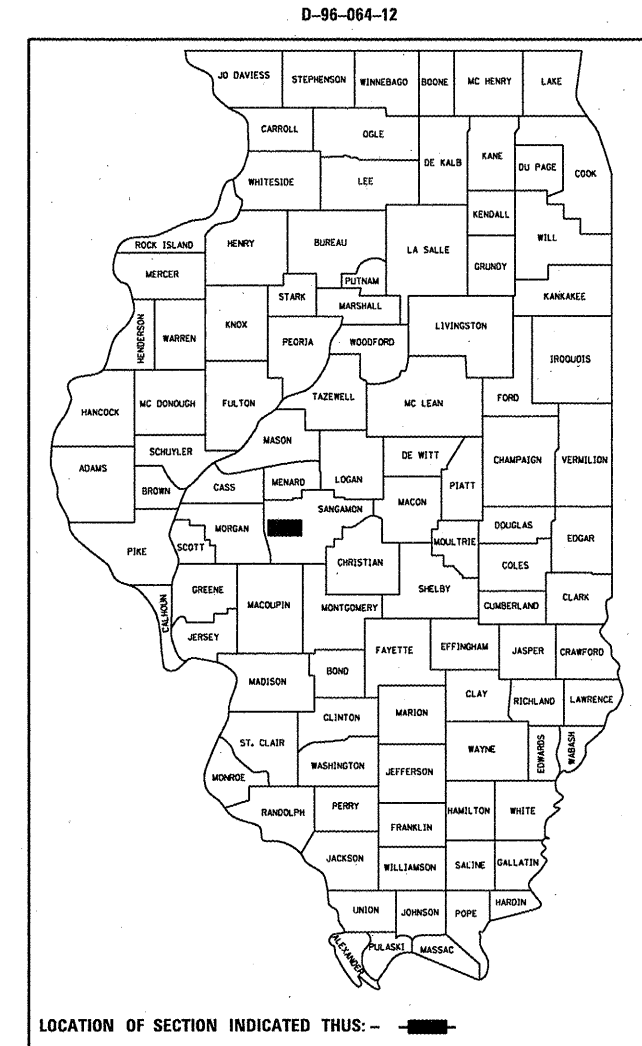 D-96-064-12
JO DAVIESS STEPHENSON WINNEBAGO BOONE MC HENRY LAKE
CARROLL OGLE DE KALB KANE DU PAGE COOK
WHITESIDE LEE
KENDALL WILL
ROCK ISLAND HENRY BUREAU LA SALLE GRUNDY
MERCER PUTNAM
STARK MARSHALL KANKAKEE
HENDERSON WARREN KNOX PEORIA WOODFORD LIVINGSTON
IROQUOIS
HANCOCK MC DONOUGH FULTON TAZEWELL MC LEAN FORD
MASON
ADAMS SCHUYLER DE WITT CHAMPAIGN VERMILION
BROWN CASS MENARD LOGAN PIATT
MACON
PIKE SCOTT MORGAN SANGAMON MOULTRIE DOUGLAS EDGAR
CHRISTIAN COLES
CALHOUN GREENE MACOUPIN MONTGOMERY SHELBY CUMBERLAND CLARK
JERSEY
FAYETTE EFFINGHAM JASPER CRAWFORD
MADISON BOND
CLAY RICHLAND LAWRENCE
CLINTON MARION
ST. CLAIR WAYNE EDWARDS WABASH
MONROE WASHINGTON JEFFERSON
RANDOLPH PERRY HAMILTON WHITE
FRANKLIN
JACKSON WILLIAMSON SALINE GALLATIN
UNION JOHNSON POPE HARDIN
ALEXANDER PULASKI MASSAC
LOCATION OF SECTION INDICATED THUS: -